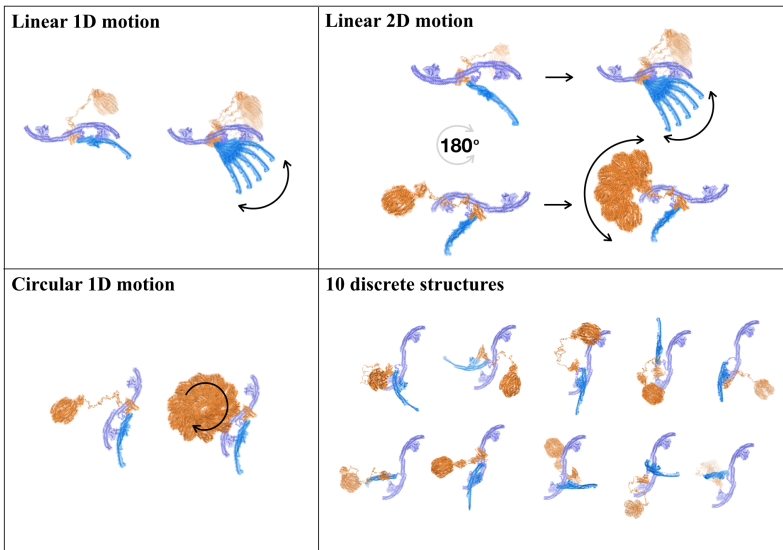 Linear 1D motion
Linear 2D motion
180°
Circular 1D motion
10 discrete structures